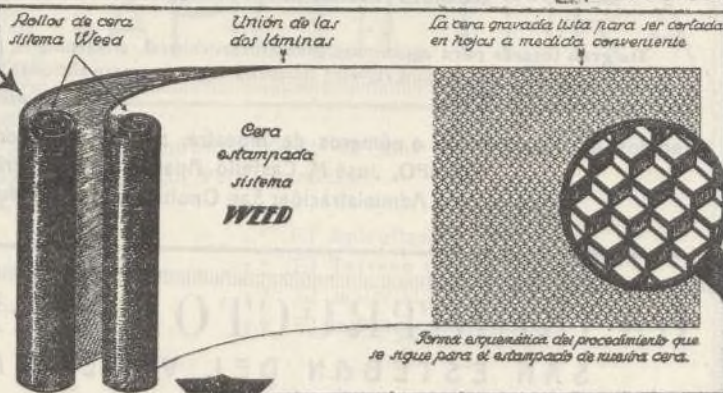 Rollos de cera
sistema Weed
Unión de las
dos láminas
La cera gravada lista para ser cortada
en hojas a medida conveniente
Cera
estampada
sistema
WEED
Forma esquemática del procedimiento que
se sigue para el estampado de nuestra cera.